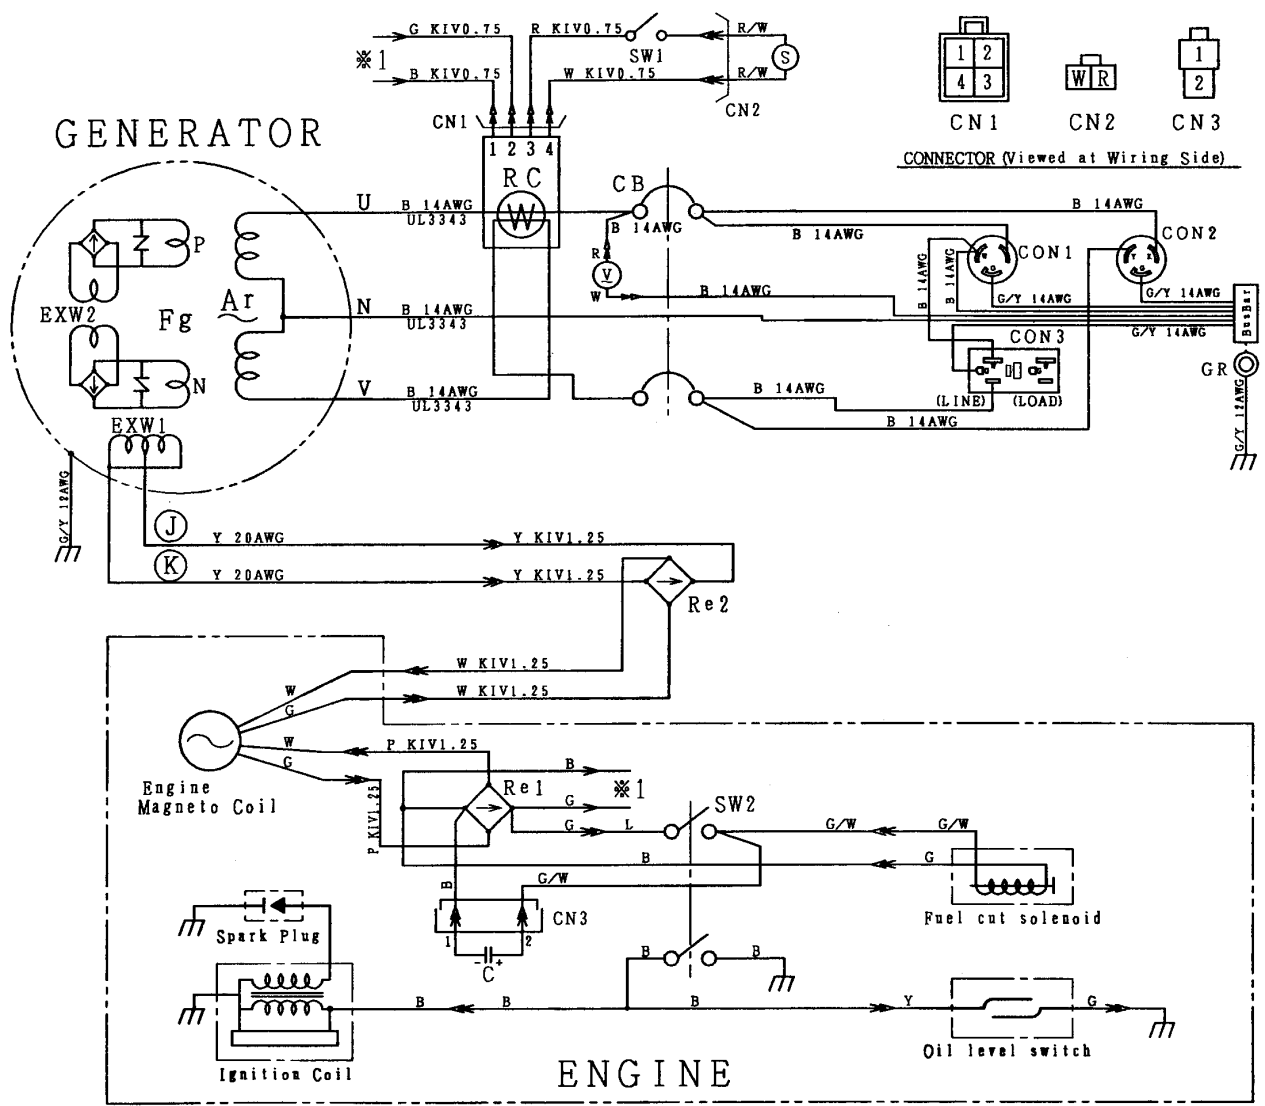 G KIV0.75
R KIV0.75
R/W
※1
SW1
S
B KIV0.75
W KIV0.75
R/W
CN2
CN1
1 2 3 4
RC
W
1 2
4 3
CN1
W R
CN2
1
2
CN3
CONNECTOR (Viewed at Wiring Side)
GENERATOR
U
B 14AWG
UL3343
CB
B 14AWG
B 14AWG
B 14AWG
CON1
CON2
P
EXW2
Fg
Ar
N
B 14AWG
UL3343
R
V
W
B 14AWG
B 14AWG
B 14AWG
G/Y 14AWG
G/Y 14AWG
G/Y 14AWG
BusBar
CON3
GR
G/Y 12AWG
N
V
B 14AWG
UL3343
B 14AWG
(LINE)
(LOAD)
B 14AWG
EXW1
G/Y 12AWG
J
Y 20AWG
Y KIV1.25
K
Y 20AWG
Y KIV1.25
Re2
W KIV1.25
W
W KIV1.25
G
W
P KIV1.25
G
Engine
Magneto Coil
P KIV1.25
B
Re1
※1
G
G
L
SW2
G/W
G/W
B
G
B
G/W
Fuel cut solenoid
CN3
1
2
- +
C
Spark Plug
B
B
B
B
B
Y
G
Ignition Coil
Oil level switch
ENGINE